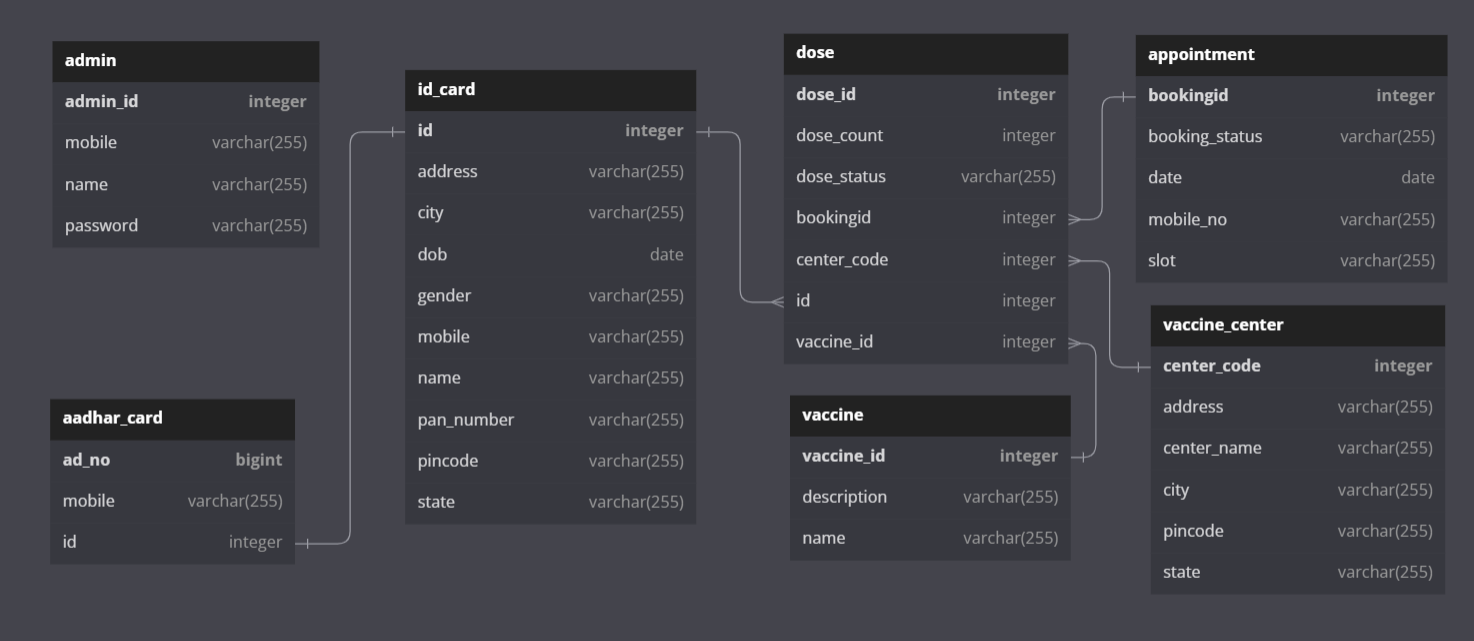 admin
admin_id integer
mobile varchar(255)
name varchar(255)
password varchar(255)
aadhar_card
ad_no bigint
mobile varchar(255)
id integer
id_card
id integer
address varchar(255)
city varchar(255)
dob date
gender varchar(255)
mobile varchar(255)
name varchar(255)
pan_number varchar(255)
pincode varchar(255)
state varchar(255)
dose
dose_id integer
dose_count integer
dose_status varchar(255)
bookingid integer
center_code integer
id integer
vaccine_id integer
vaccine
vaccine_id integer
description varchar(255)
name varchar(255)
appointment
bookingid integer
booking_status varchar(255)
date date
mobile_no varchar(255)
slot varchar(255)
vaccine_center
center_code integer
address varchar(255)
center_name varchar(255)
city varchar(255)
pincode varchar(255)
state varchar(255)